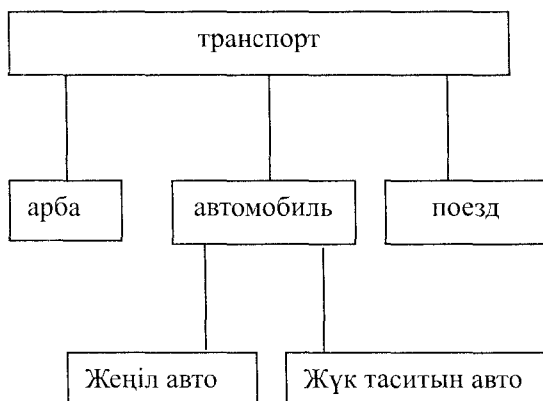 транспорт
арба
автомобиль
поезд
Жеңіл авто
Жүк таситын авто